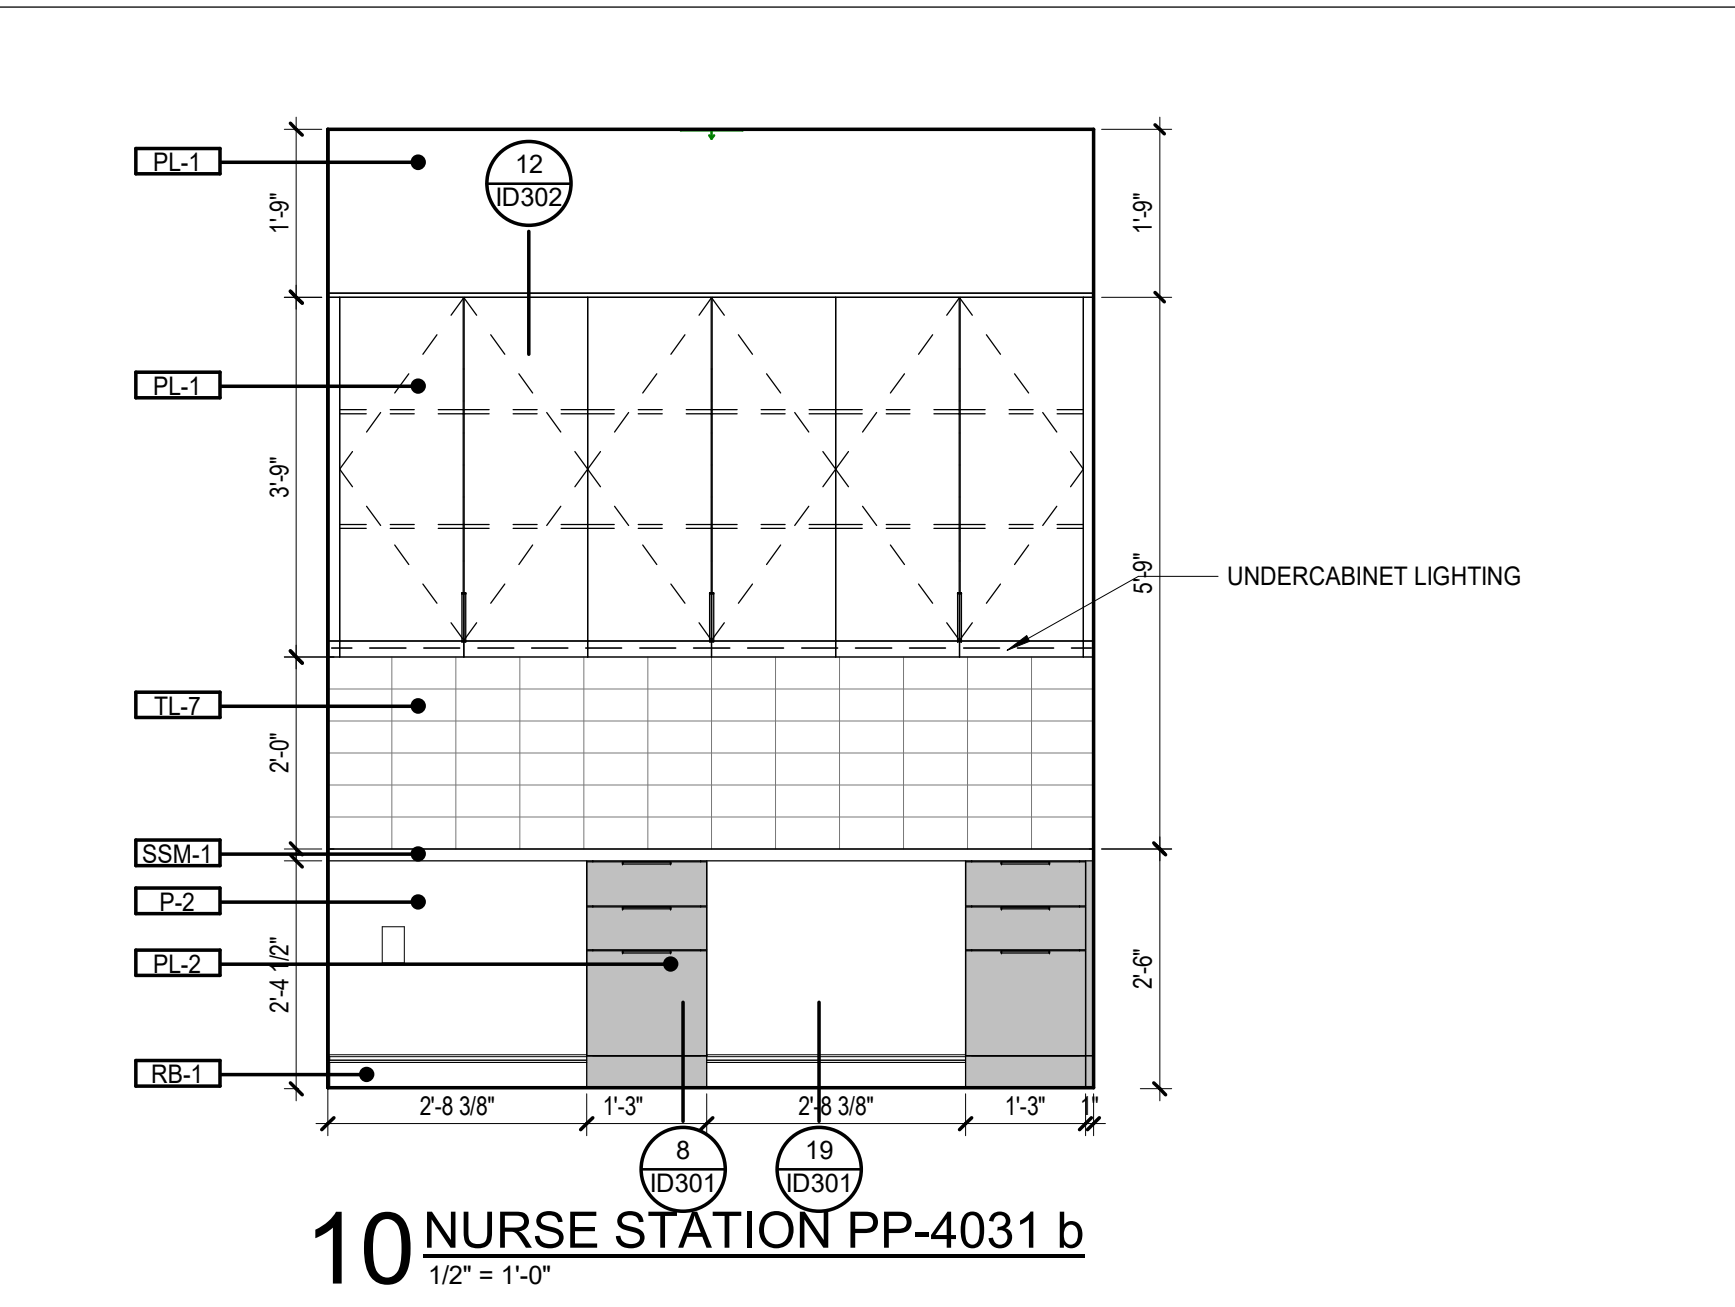 PL-1
12
ID302
1'-9"
1'-9"
PL-1
3'-9"
5'-9"
UNDERCABINET LIGHTING
TL-7
2'-0"
SSM-1
P-2
PL-2
2'-4 1/2"
2'-6"
RB-1
2'-8 3/8"
1'-3"
2'-8 3/8"
1'-3"
1"
8
ID301
19
ID301
10 NURSE STATION PP-4031 b
1/2" = 1'-0"